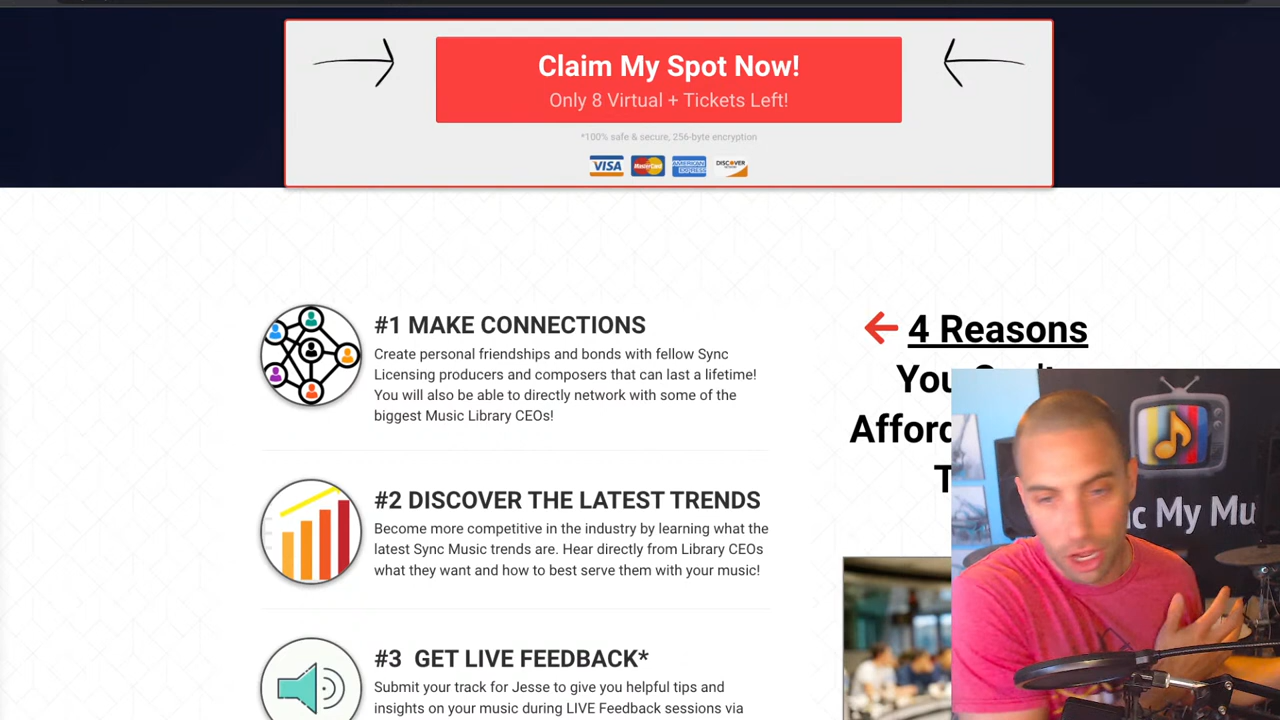 Claim My Spot Now!
Only 8 Virtual + Tickets Left!
*100% safe & secure, 256-byte encryption
VISA MasterCard AMERICAN EXPRESS DISCOVER
#1 MAKE CONNECTIONS
Create personal friendships and bonds with fellow Sync
Licensing producers and composers that can last a lifetime!
You will also be able to directly network with some of the
biggest Music Library CEOs!
#2 DISCOVER THE LATEST TRENDS
Become more competitive in the industry by learning what the
latest Sync Music trends are. Hear directly from Library CEOs
what they want and how to best serve them with your music!
#3 GET LIVE FEEDBACK*
Submit your track for Jesse to give you helpful tips and
insights on your music during LIVE Feedback sessions via
4 Reasons
You
Afford
c My Mu